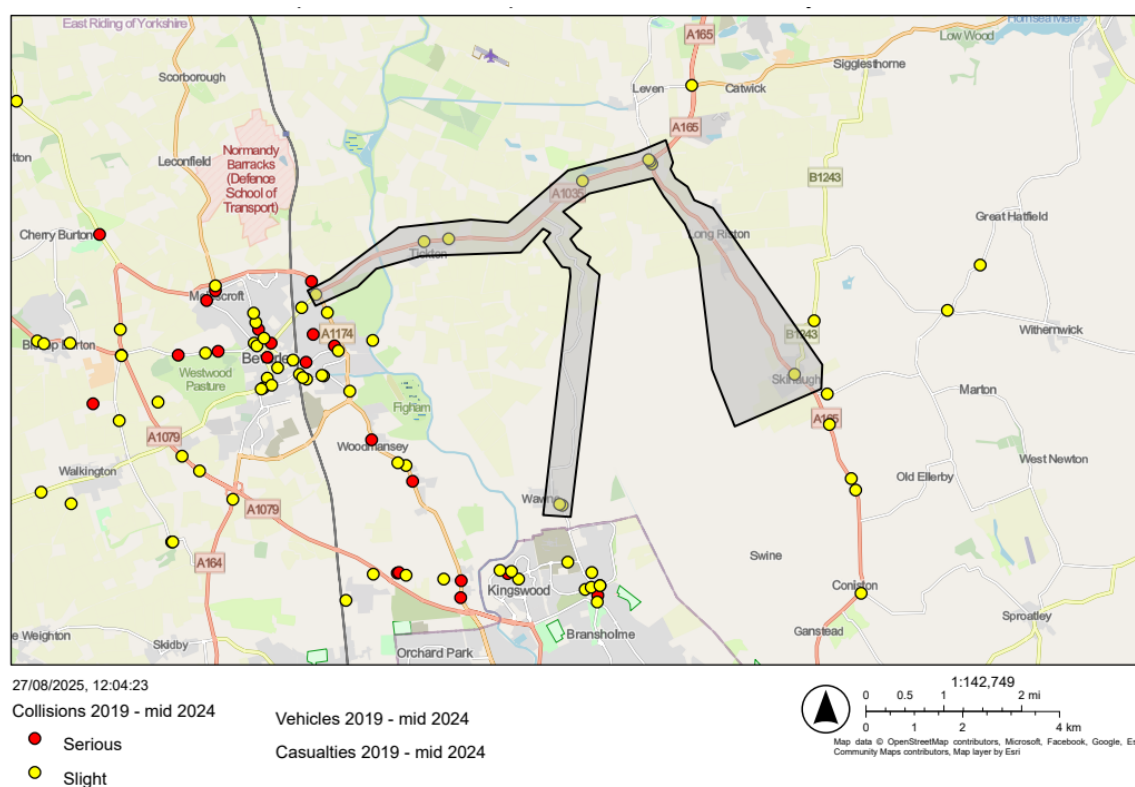 East Riding of Yorkshire
A165
Hornsea Mere
Low Wood
Scorborough
Sigglesthorne
Leven
Catwick
A165
Normandy
Barracks
(Defence
School of
Transport)
Leconfield
B1243
A1035
Great Hatfield
Cherry Burton
Long Riston
Tickton
A1174
B1243
Withernwick
Westwood
Pasture
Skirlaugh
Marton
Figham
A165
A1079
Woodmansey
Walkington
West Newton
Old Ellerby
A1079
Swine
A164
Kingswood
Coniston
Sproatley
Bransholme
Ganstead
e Weighton
Skidby
Orchard Park
27/08/2025, 12:04:23
Collisions 2019 - mid 2024
Serious
Slight
Vehicles 2019 - mid 2024
Casualties 2019 - mid 2024
1:142,749
0 0.5 1 2 mi
0 1 2 4 km
Map data © OpenStreetMap contributors, Microsoft, Facebook, Google, Es
Community Maps contributors, Map layer by Esri